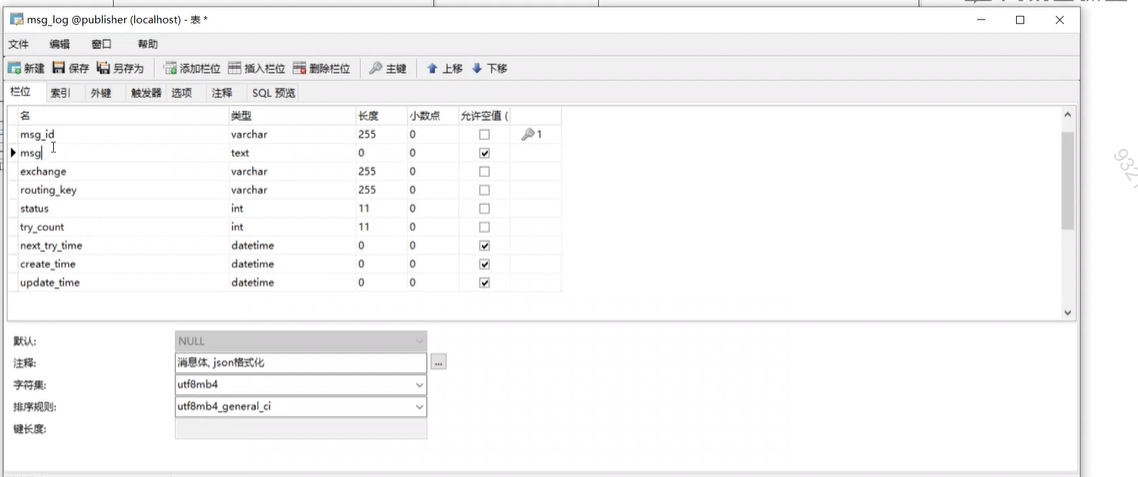 msg_log @publisher (localhost) - 表 *
文件 编辑 窗口 帮助
新建 保存 另存为 添加栏位 插入栏位 删除栏位 主键 上移 下移
栏位 索引 外键 触发器 选项 注释 SQL 预览
名 类型 长度 小数点 允许空值 (
msg_id varchar 255 0 1
msg text 0 0
exchange varchar 255 0
routing_key varchar 255 0
status int 11 0
try_count int 11 0
next_try_time datetime 0 0
create_time datetime 0 0
update_time datetime 0 0
默认: NULL
注释: 消息体, json格式化 ...
字符集: utf8mb4
排序规则: utf8mb4_general_ci
键长度: